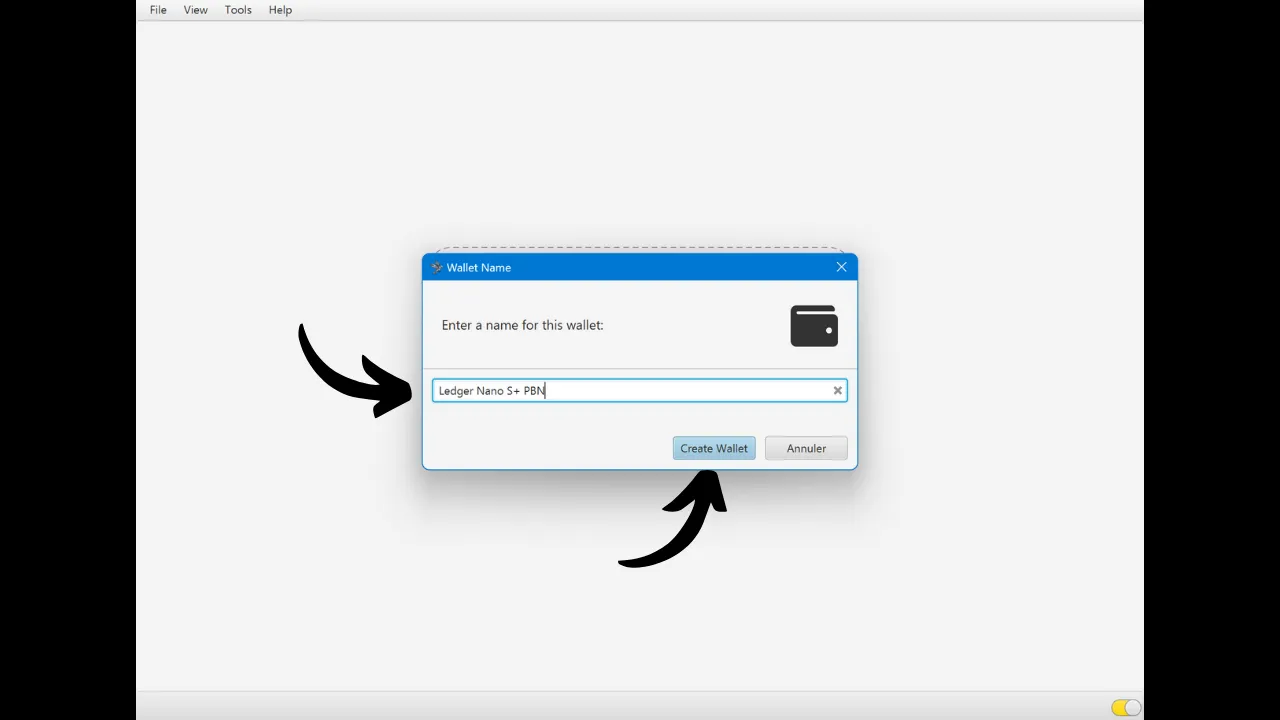 File View Tools Help
Wallet Name
Enter a name for this wallet:
Ledger Nano S+ PBN
Create Wallet Annuler